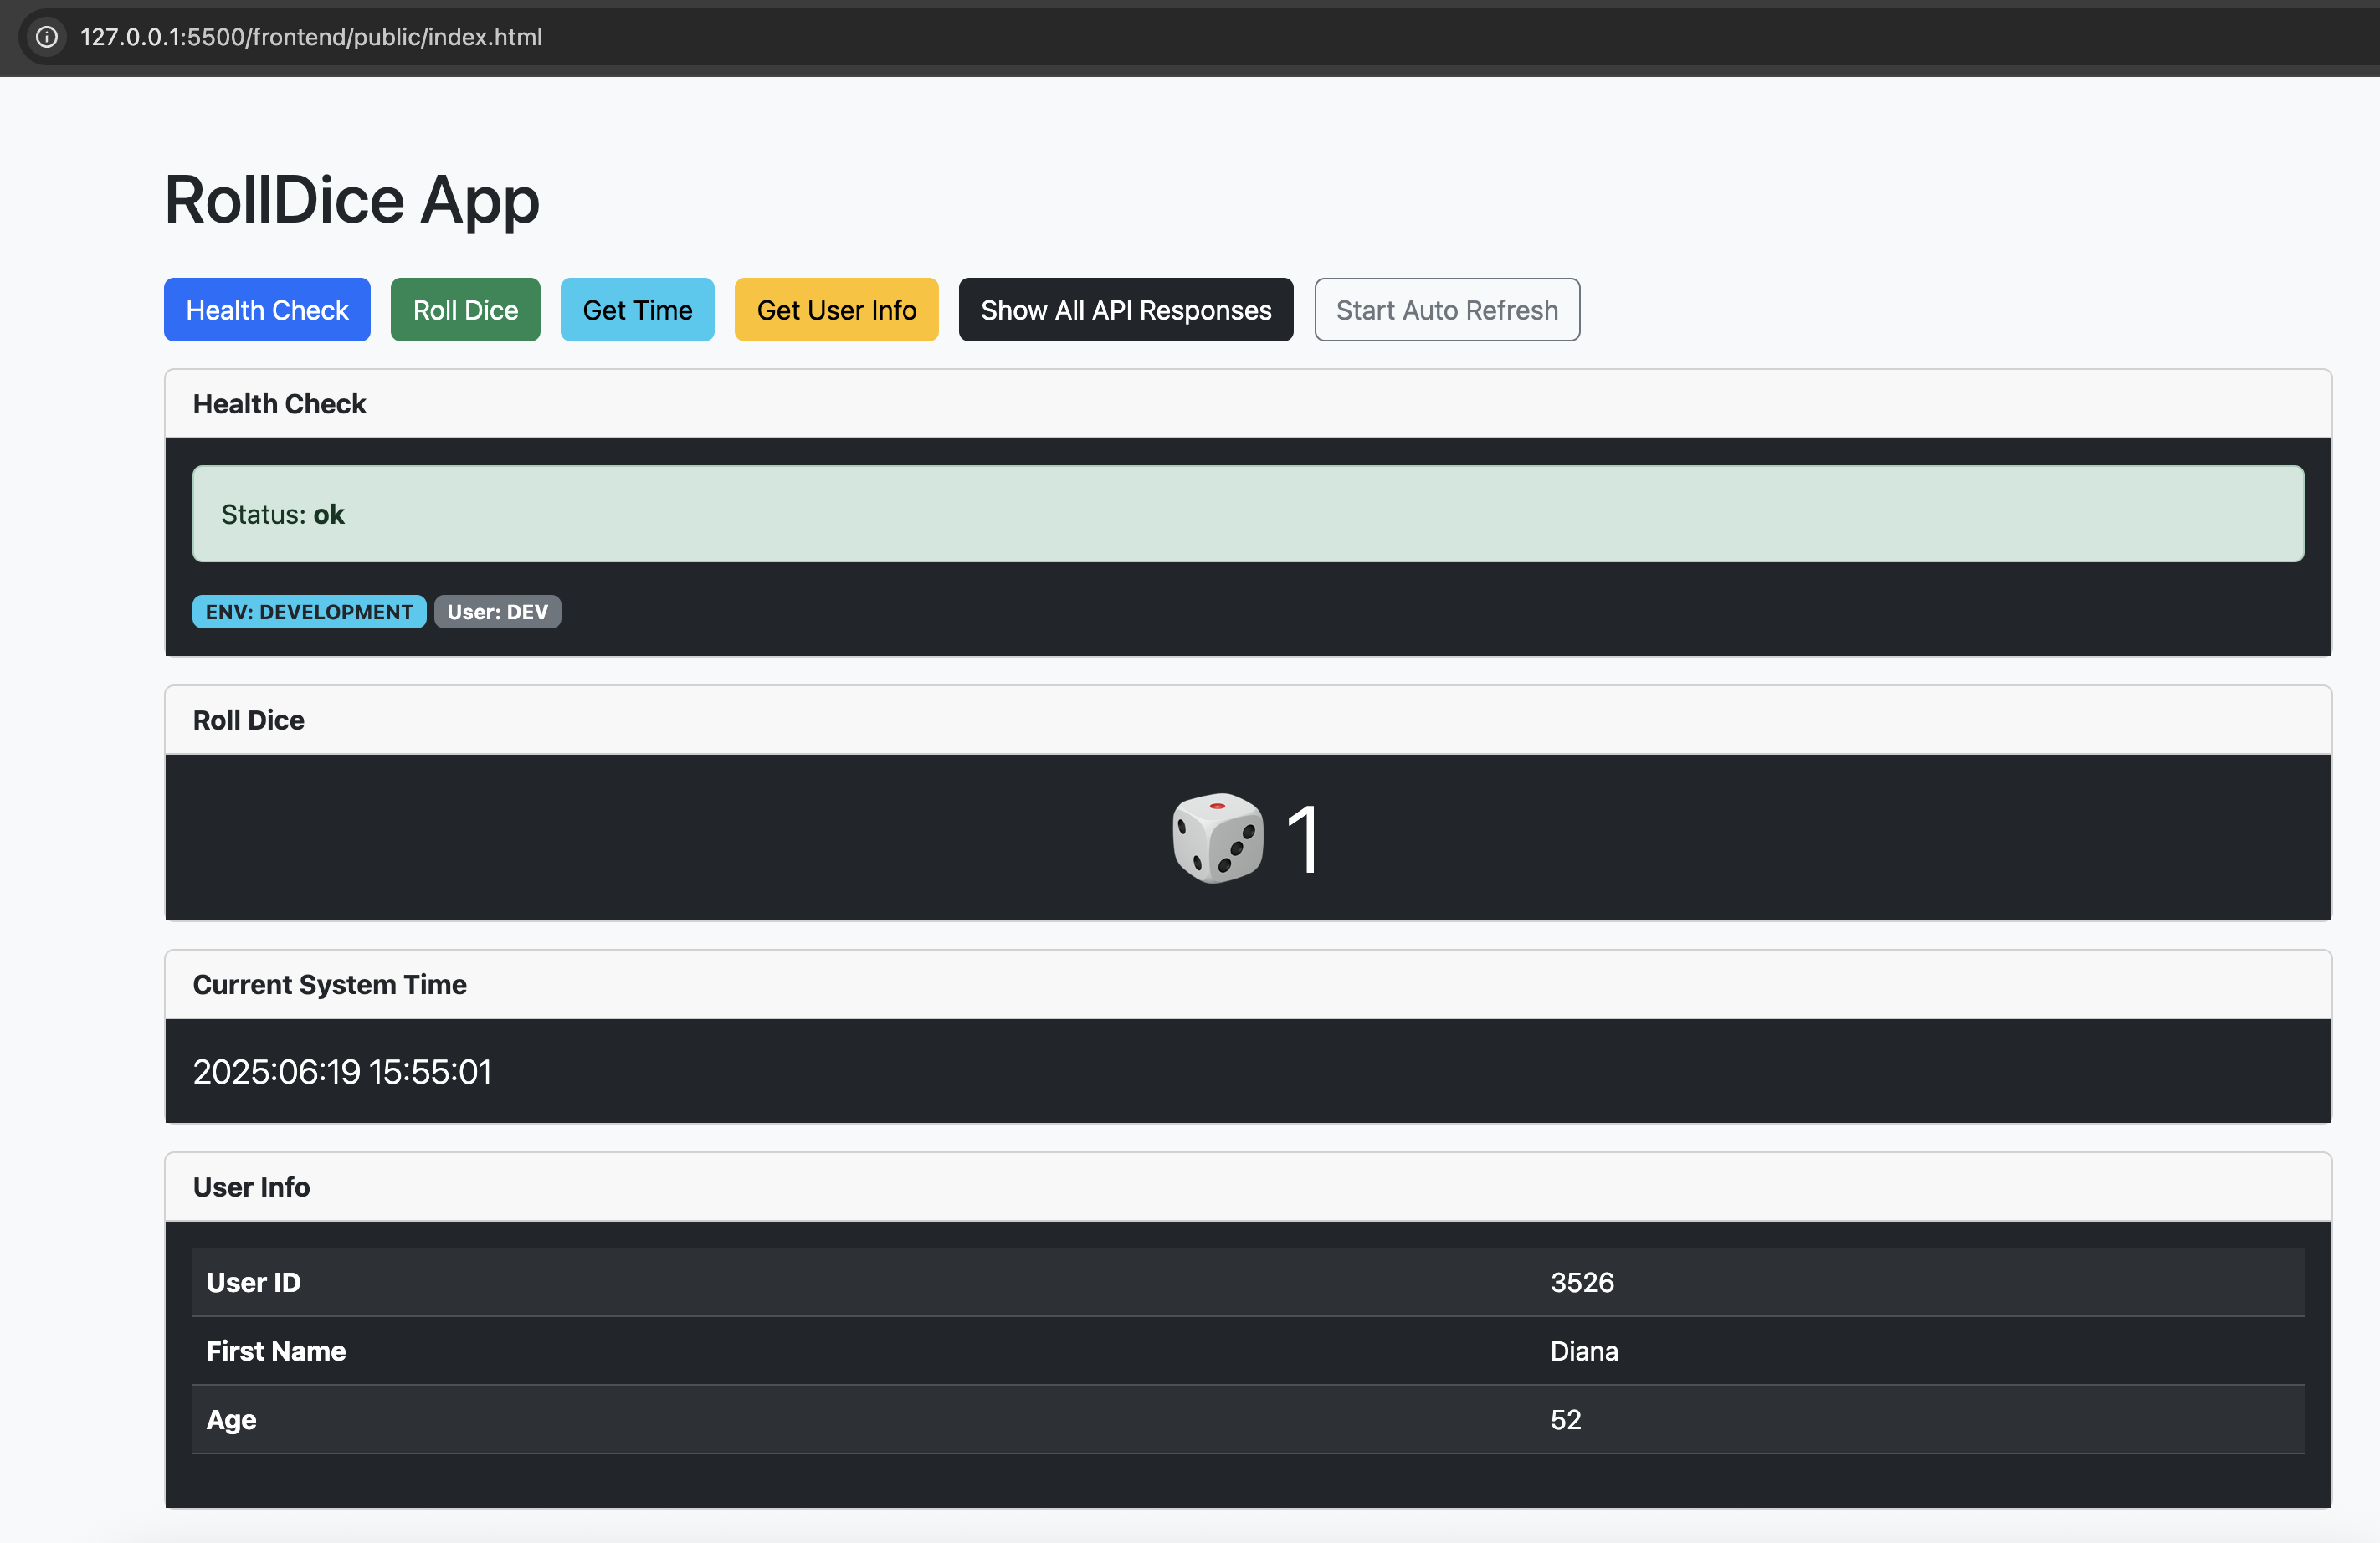 127.0.0.1:5500/frontend/public/index.html
RollDice App
Health Check Roll Dice Get Time Get User Info Show All API Responses Start Auto Refresh
Health Check
Status: ok
ENV: DEVELOPMENT User: DEV
Roll Dice
1
Current System Time
2025:06:19 15:55:01
User Info
User ID 3526
First Name Diana
Age 52